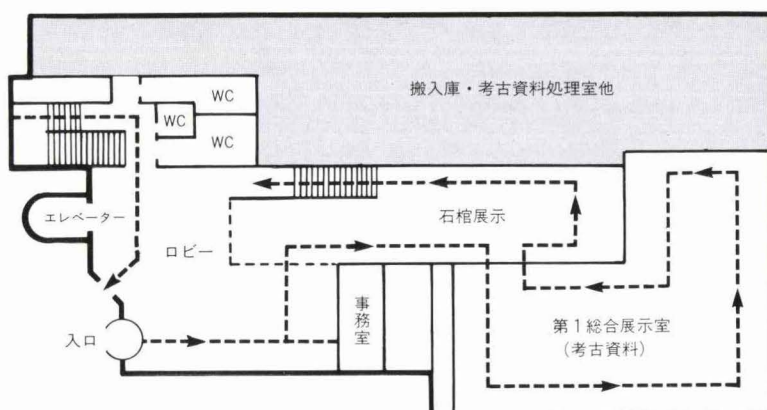 搬入庫・考古資料処理室他
WC
WC
WC
エレベーター
石棺展示
ロビー
入口
事務室
第1総合展示室
(考古資料)